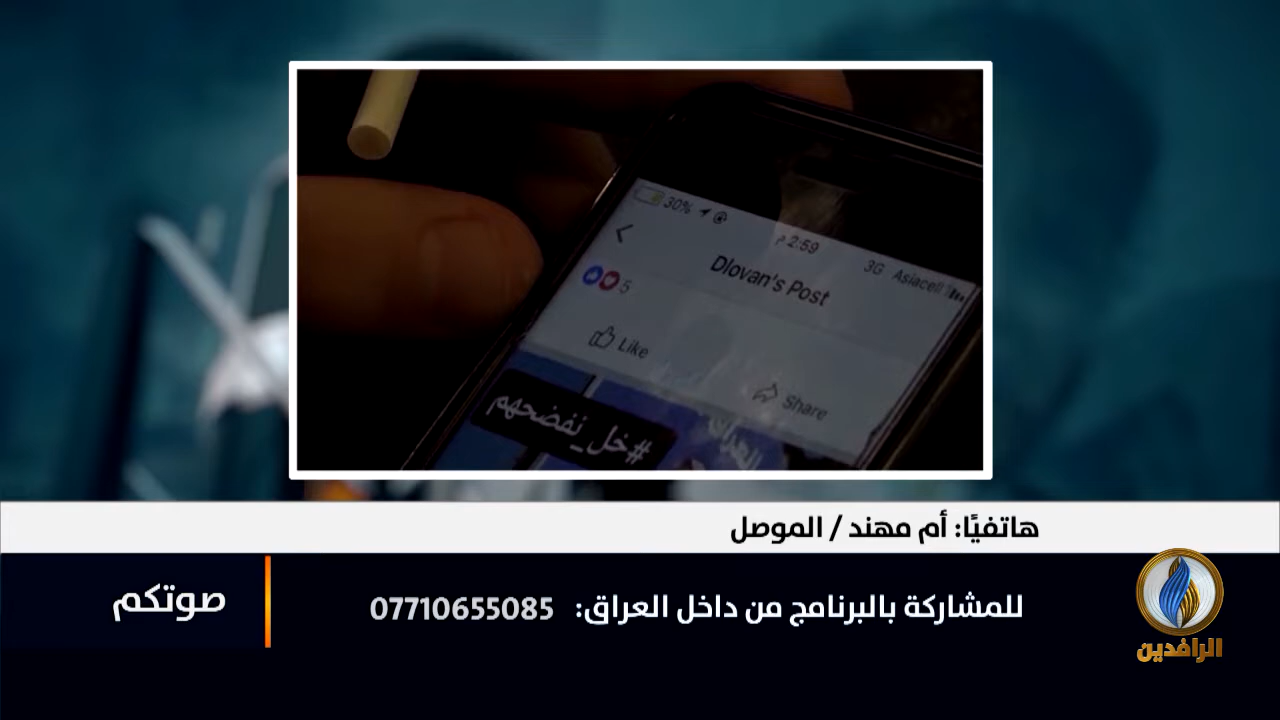 30%
2:59 م
3G Asiacell
Dlovan's Post
5
Like
Share
#خل_نفضحهم
العراق
هاتفيًا: أم مهند / الموصل
للمشاركة بالبرنامج من داخل العراق: 07710655085
صوتكم
الرافدين